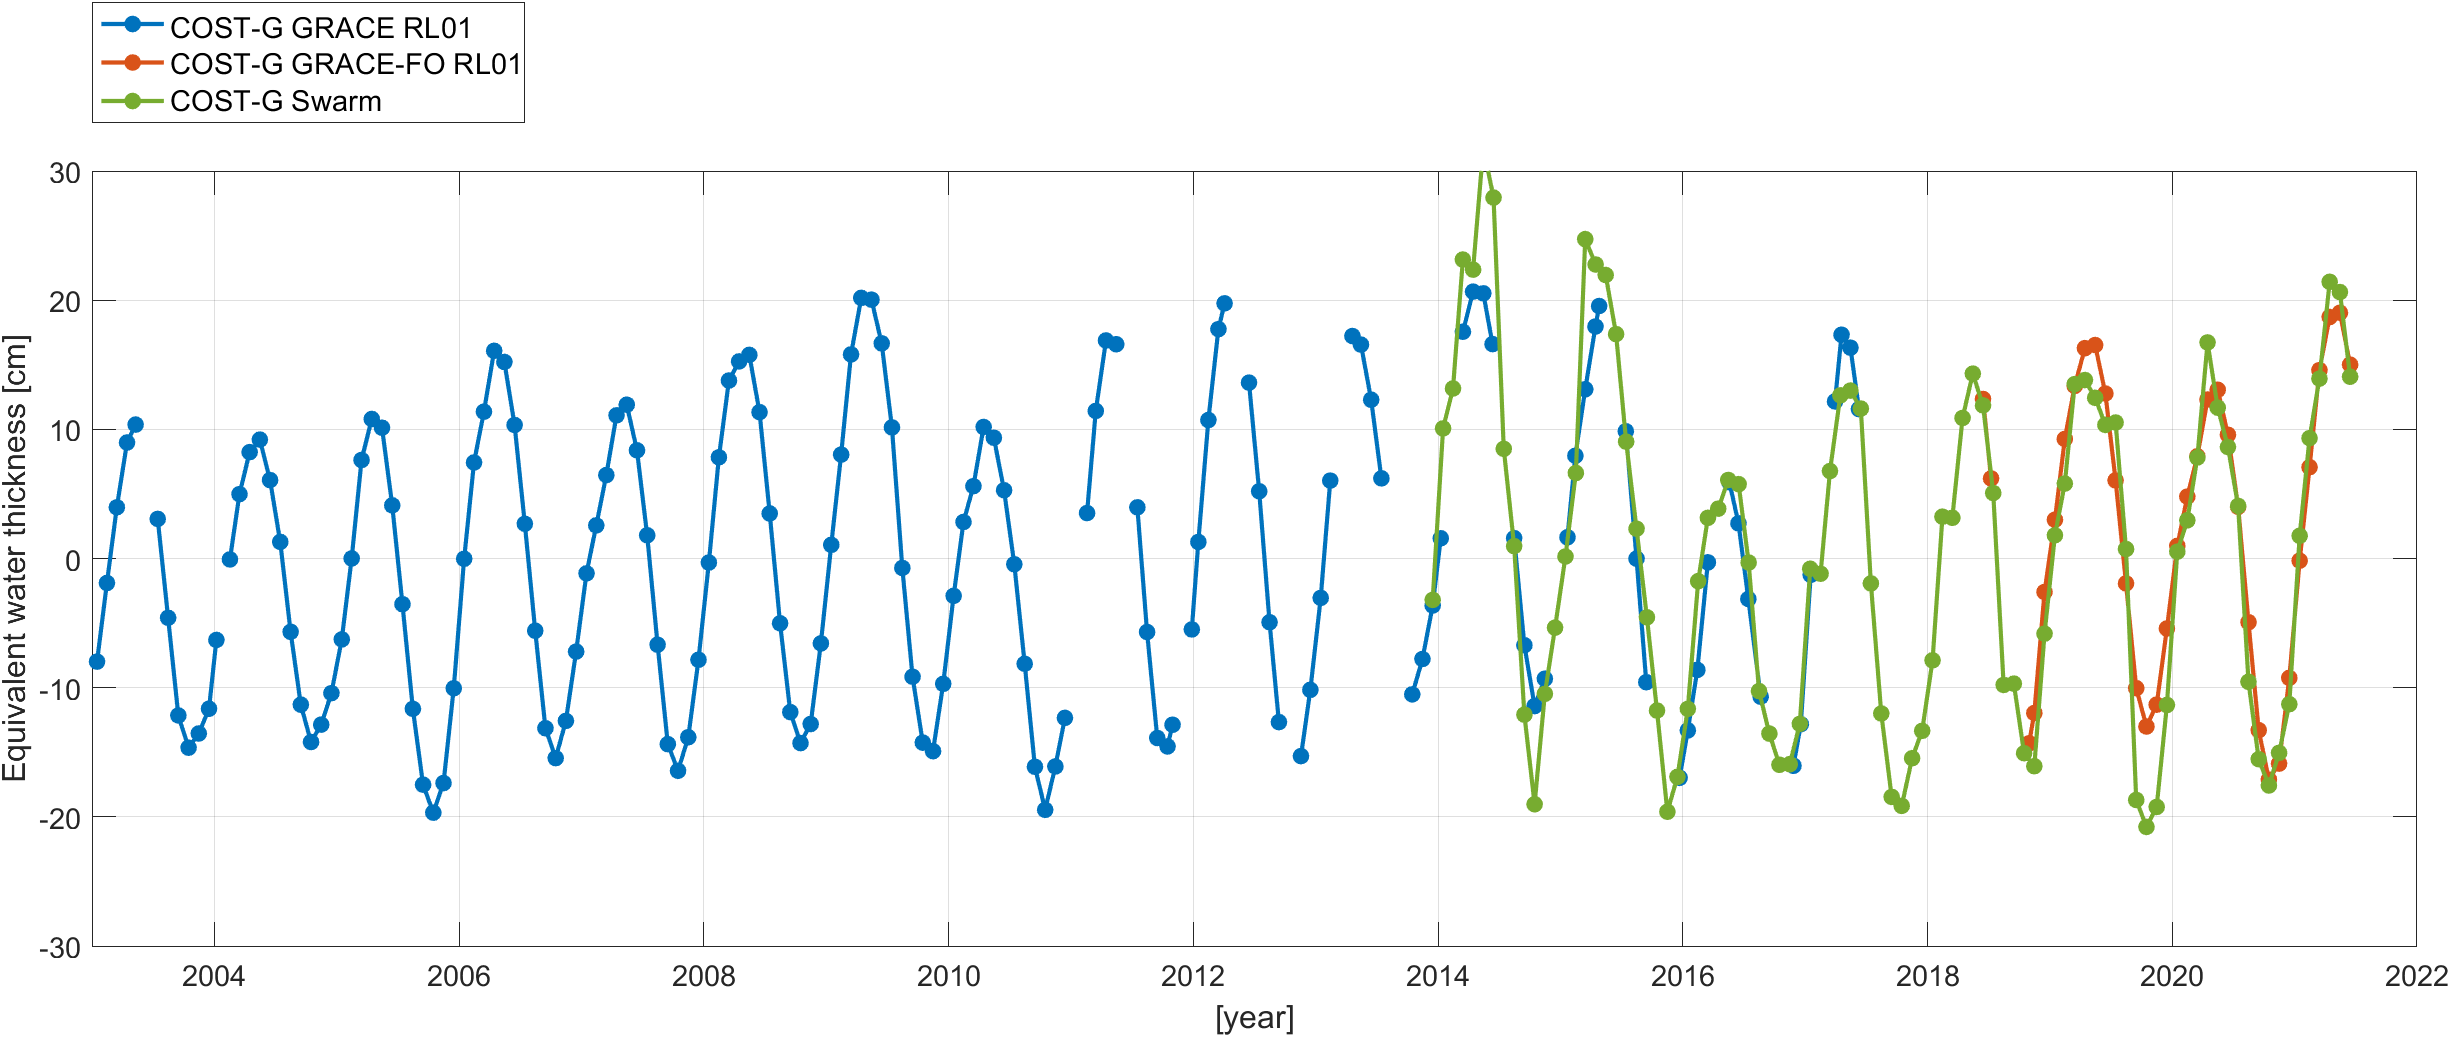 COST-G GRACE RL01
COST-G GRACE-FO RL01
COST-G Swarm
30
20
10
0
-10
-20
-30
Equivalent water thickness [cm]
2004 2006 2008 2010 2012 2014 2016 2018 2020 2022
[year]